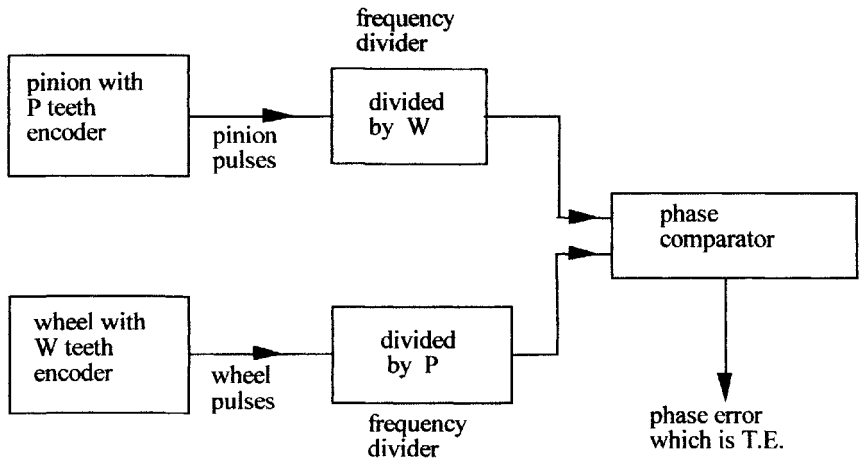 frequency
divider
pinion with
P teeth
encoder
pinion
pulses
divided
by W
phase
comparator
wheel with
W teeth
encoder
wheel
pulses
divided
by P
frequency
divider
phase error
which is T.E.